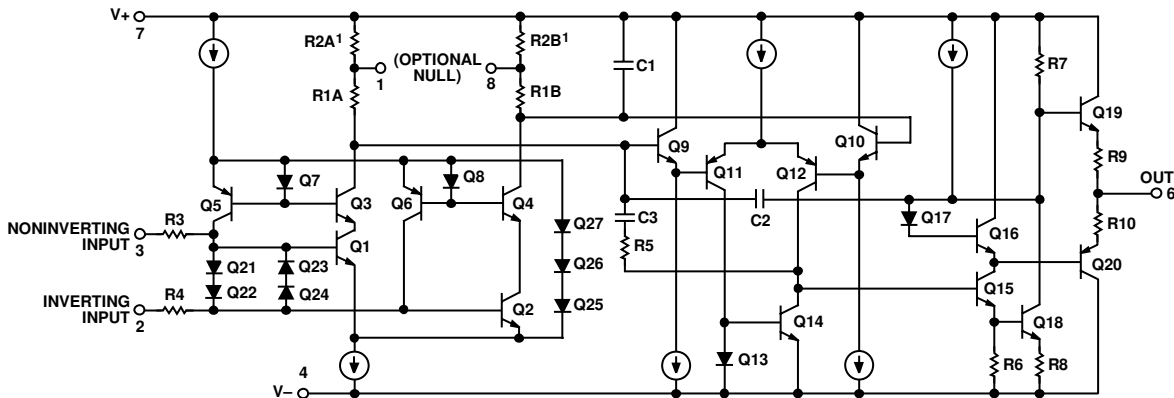 V+
7
R2A1
R2B1
(OPTIONAL
NULL)
1
8
C1
R7
R1A
R1B
Q19
Q9
Q10
Q7
Q8
Q11
Q12
R9
Q5
Q3
Q6
Q4
OUT
6
C2
Q17
R3
Q27
C3
R10
NONINVERTING
INPUT
3
Q1
R5
Q16
Q21
Q23
Q26
Q20
Q22
Q24
Q15
INVERTING
INPUT
2
R4
Q25
Q2
Q14
Q18
Q13
R6
R8
4
V–